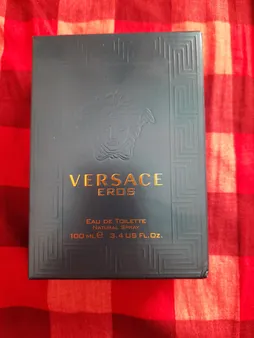 VERSACE
EROS
EAU DE TOILETTE
NATURAL SPRAY
100 ML℮ 3.4 US FL.OZ.